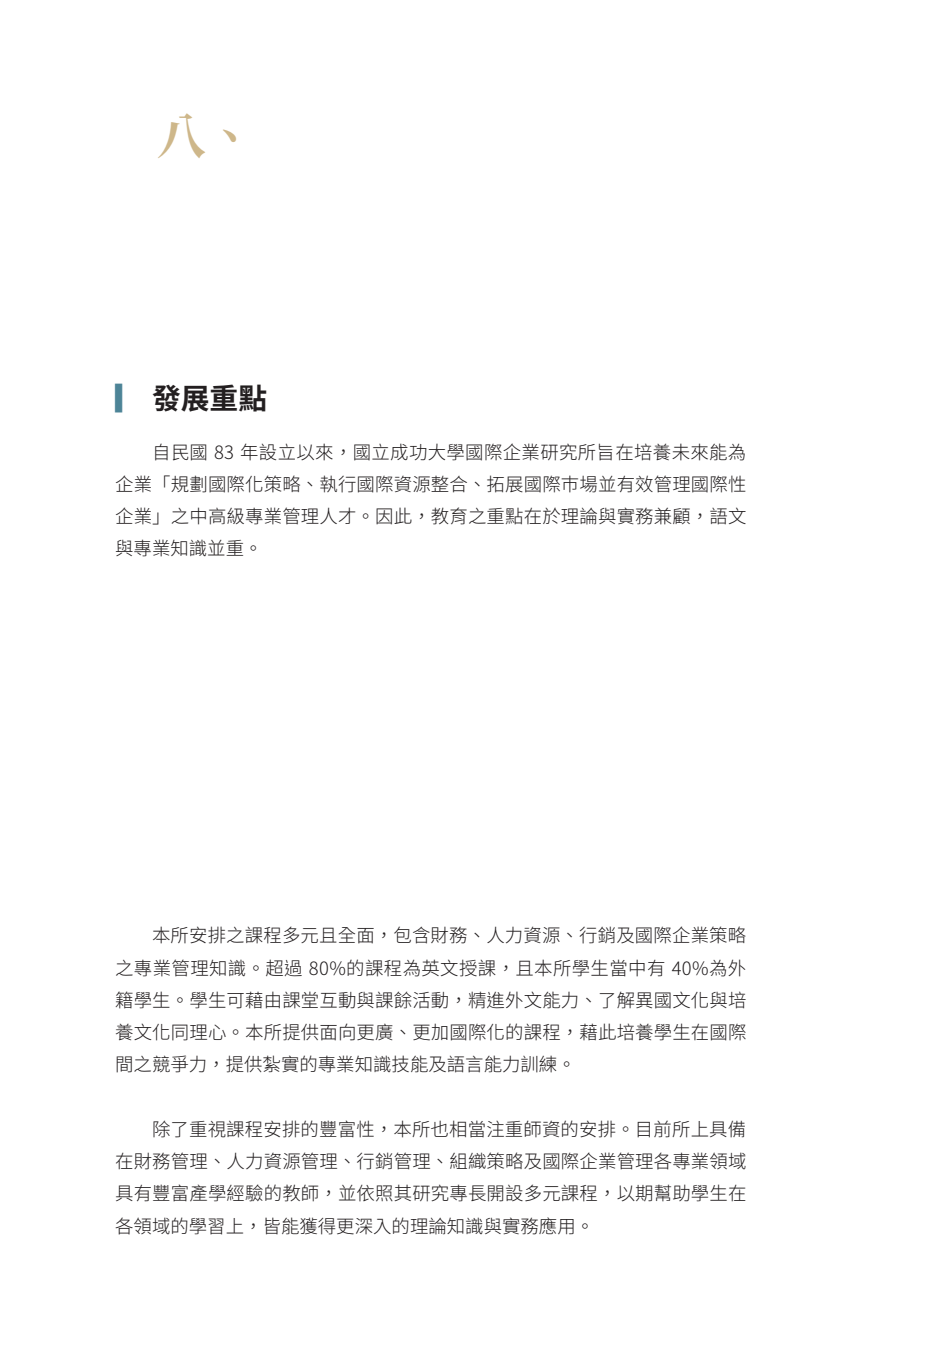 八、
發展重點
自民國 83 年設立以來，國立成功大學國際企業研究所旨在培養未來能為
企業「規劃國際化策略、執行國際資源整合、拓展國際市場並有效管理國際性
企業」之中高級專業管理人才。因此，教育之重點在於理論與實務兼顧，語文
與專業知識並重。
本所安排之課程多元且全面，包含財務、人力資源、行銷及國際企業策略
之專業管理知識。超過 80%的課程為英文授課，且本所學生當中有 40%為外
籍學生。學生可藉由課堂互動與課餘活動，精進外文能力、了解異國文化與培
養文化同理心。本所提供面向更廣、更加國際化的課程，藉此培養學生在國際
間之競爭力，提供紮實的專業知識技能及語言能力訓練。
除了重視課程安排的豐富性，本所也相當注重師資的安排。目前所上具備
在財務管理、人力資源管理、行銷管理、組織策略及國際企業管理各專業領域
具有豐富產學經驗的教師，並依照其研究專長開設多元課程，以期幫助學生在
各領域的學習上，皆能獲得更深入的理論知識與實務應用。